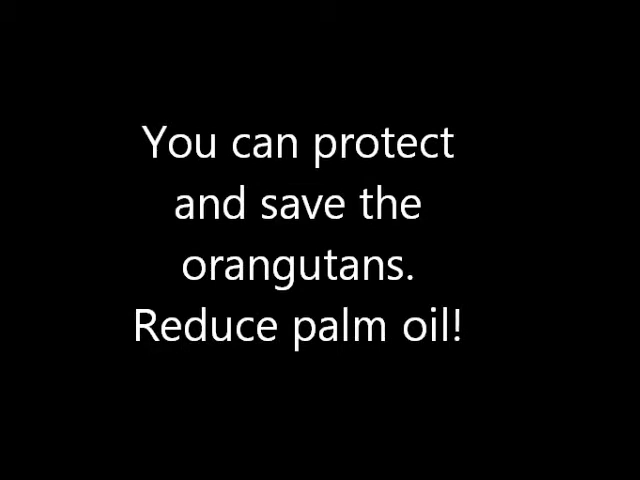 You can protect
and save the
orangutans.
Reduce palm oil!